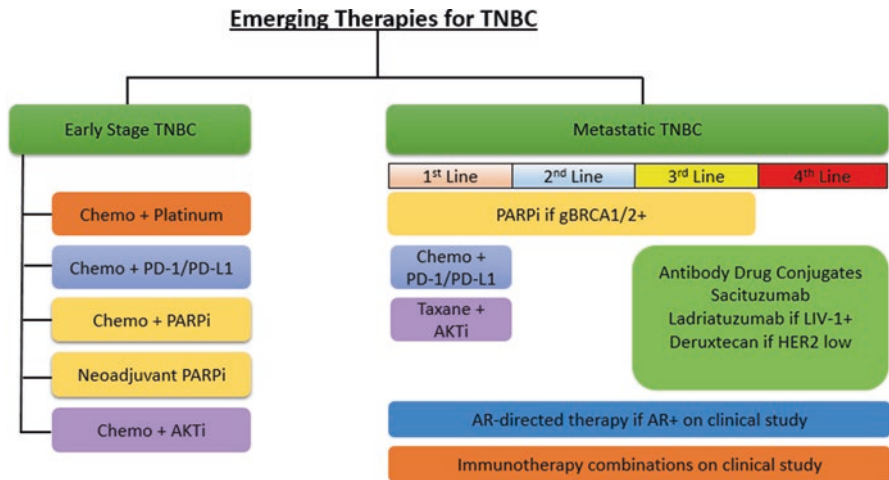 Emerging Therapies for TNBC
Early Stage TNBC
Chemo + Platinum
Chemo + PD-1/PD-L1
Chemo + PARPi
Neoadjuvant PARPi
Chemo + AKTi
Metastatic TNBC
1st Line
2nd Line
3rd Line
4th Line
PARPi if gBRCA1/2+
Chemo +
PD-1/PD-L1
Taxane +
AKTi
Antibody Drug Conjugates
Sacituzumab
Ladriatuzumab if LIV-1+
Deruxtecan if HER2 low
AR-directed therapy if AR+ on clinical study
Immunotherapy combinations on clinical study